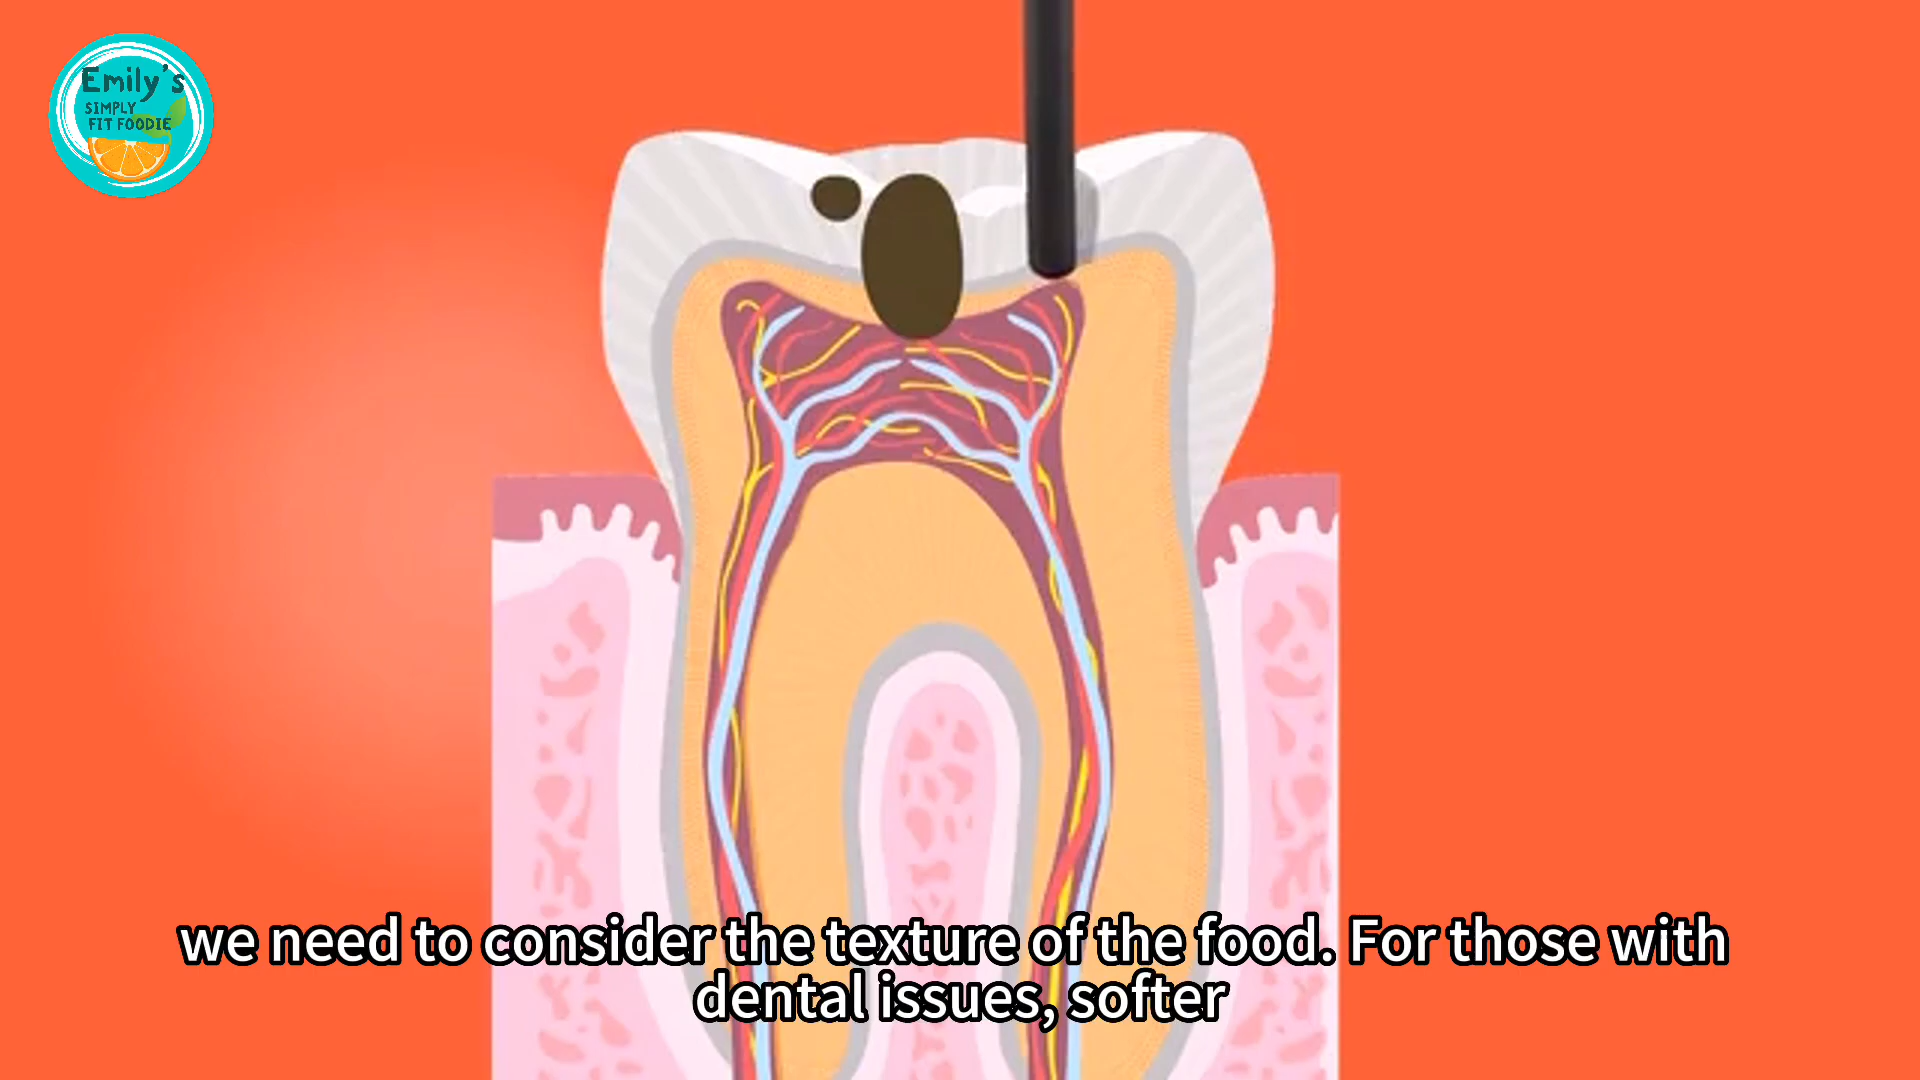 Emily's
SIMPLY
FIT FOODIE
we need to consider the texture of the food. For those with
dental issues, softer